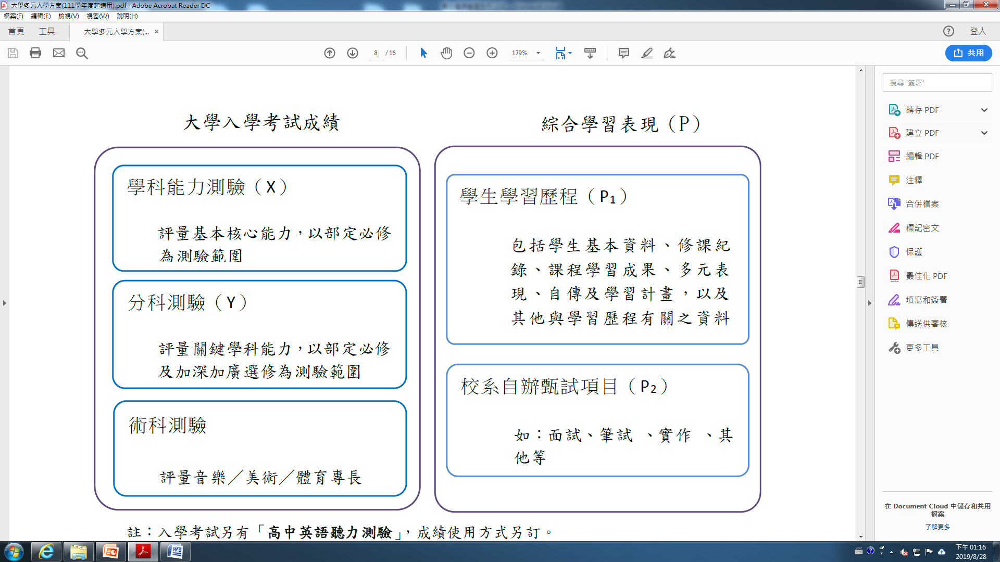 大學多元入學方案(111學年度起適用).pdf - Adobe Acrobat Reader DC
檔案(F) 編輯(E) 檢視(V) 視窗(W) 說明(H)
首頁 工具 大學多元入學方案(... × ? 登入
8 / 16 179% 共用
大學入學考試成績
學科能力測驗（X）
評量基本核心能力，以部定必修
為測驗範圍
分科測驗（Y）
評量關鍵學科能力，以部定必修
及加深加廣選修為測驗範圍
術科測驗
評量音樂／美術／體育專長
綜合學習表現（P）
學生學習歷程（P1）
包括學生基本資料、修課紀
錄、課程學習成果、多元表
現、自傳及學習計畫，以及
其他與學習歷程有關之資料
校系自辦甄試項目（P2）
如：面試、筆試 、實作 、其
他等
註：入學考試另有「高中英語聽力測驗」，成績使用方式另訂。
搜尋 '簽署'
轉存 PDF
建立 PDF
編輯 PDF
注釋
合併檔案
標記密文
保護
最佳化 PDF
填寫和簽署
傳送供審核
更多工具
在 Document Cloud 中儲存和共用
檔案
了解更多
下午 01:16
2019/8/28